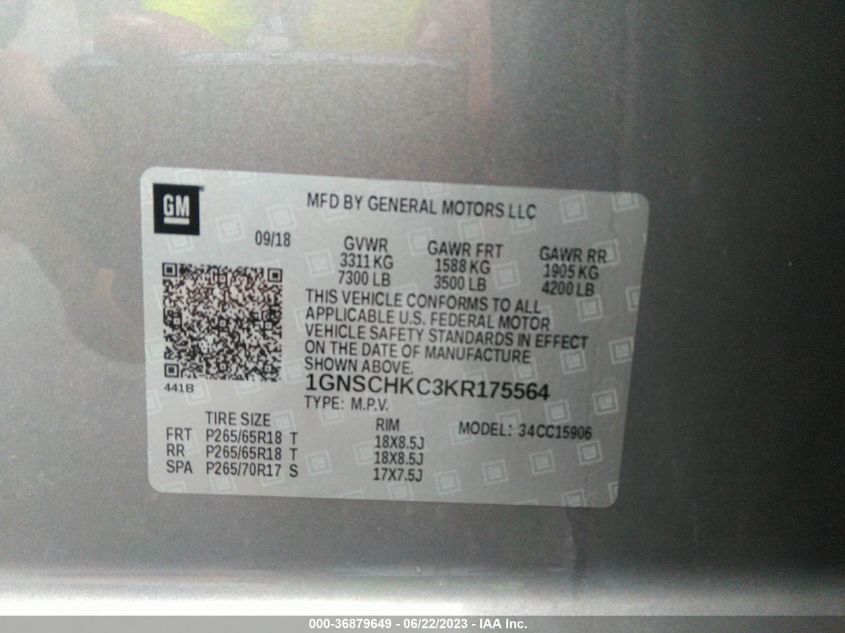 GM
MFD BY GENERAL MOTORS LLC
09/18
GVWR GAWR FRT GAWR RR
3311 KG 1588 KG 1905 KG
7300 LB 3500 LB 4200 LB
THIS VEHICLE CONFORMS TO ALL
APPLICABLE U.S. FEDERAL MOTOR
VEHICLE SAFETY STANDARDS IN EFFECT
ON THE DATE OF MANUFACTURE
SHOWN ABOVE.
441B
1GNSCHKC3KR175564
TYPE: M.P.V.
TIRE SIZE RIM MODEL: 34CC15906
FRT P265/65R18 T 18X8.5J
RR P265/65R18 T 18X8.5J
SPA P265/70R17 S 17X7.5J
000-36879649 - 06/22/2023 - IAA Inc.